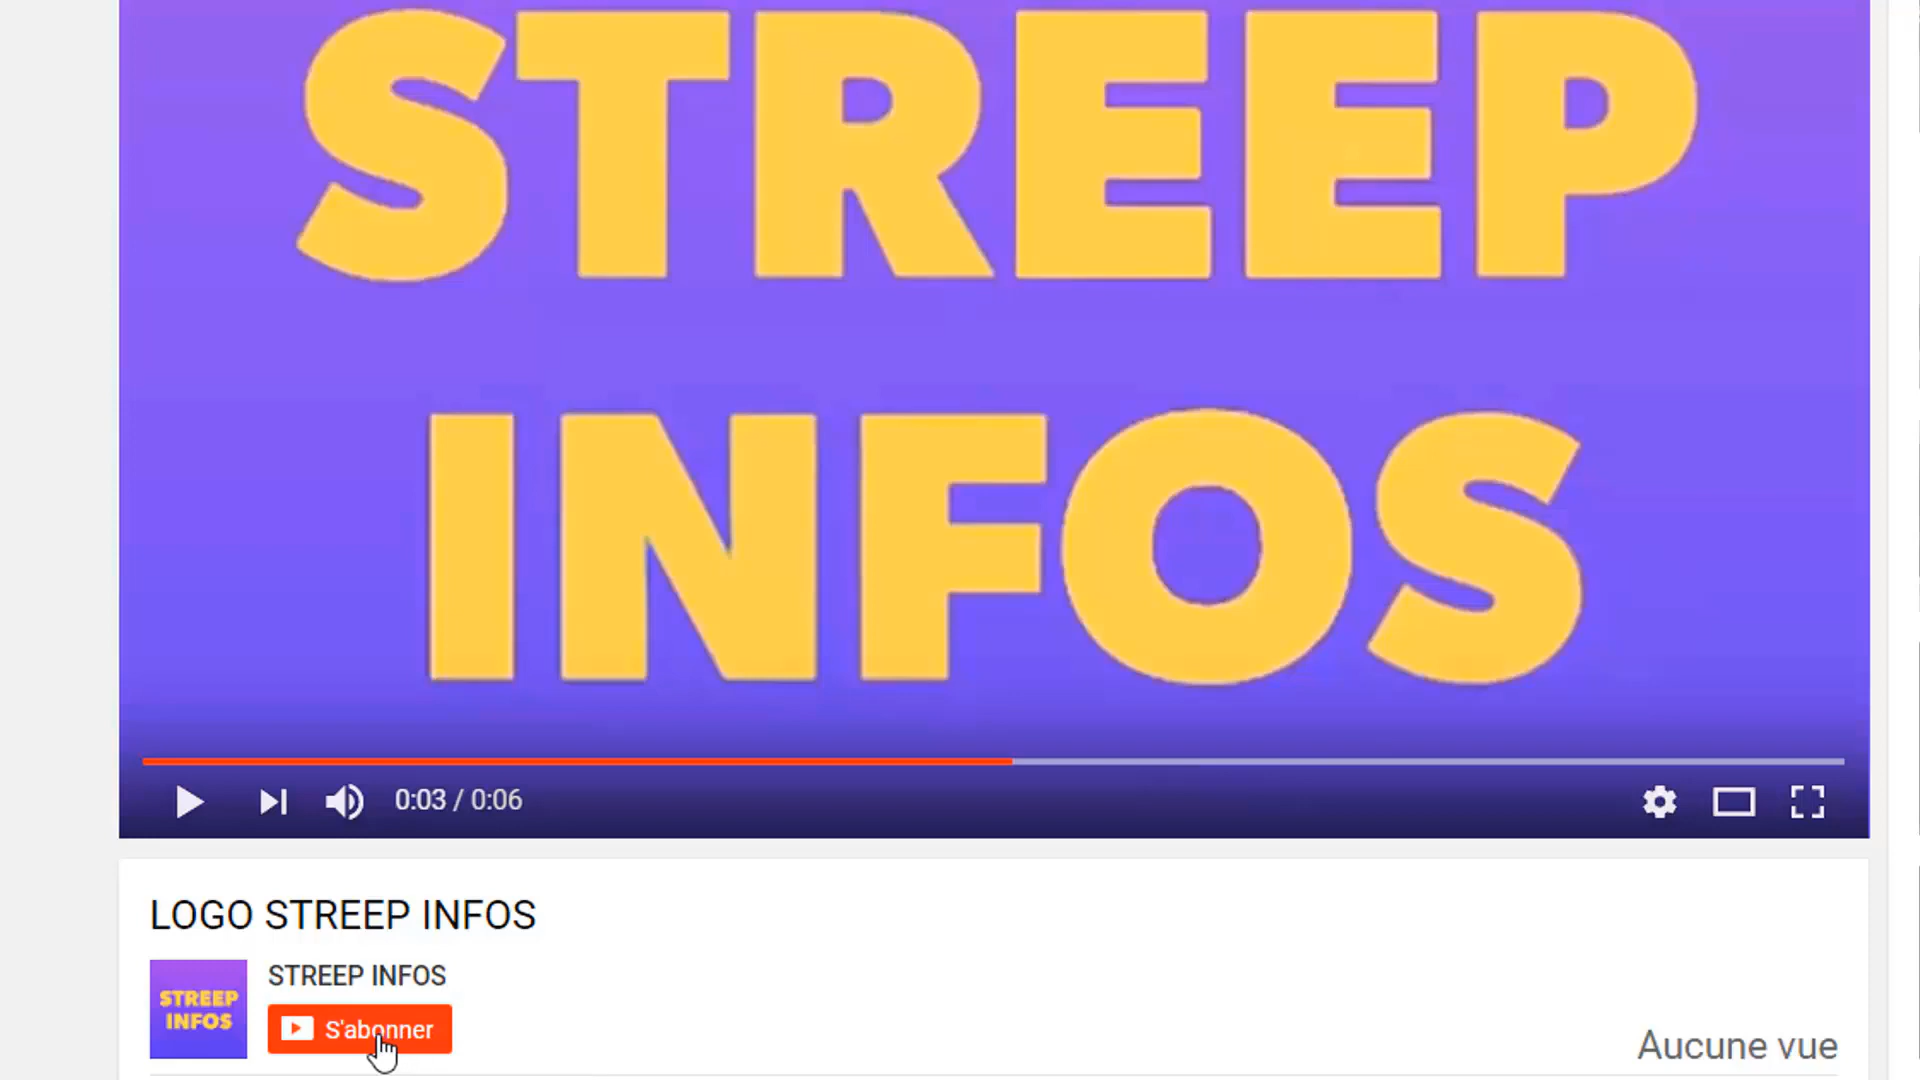 STREEP
INFOS
0:03 / 0:06
LOGO STREEP INFOS
STREEP INFOS
STREEP
INFOS
S'abonner
Aucune vue